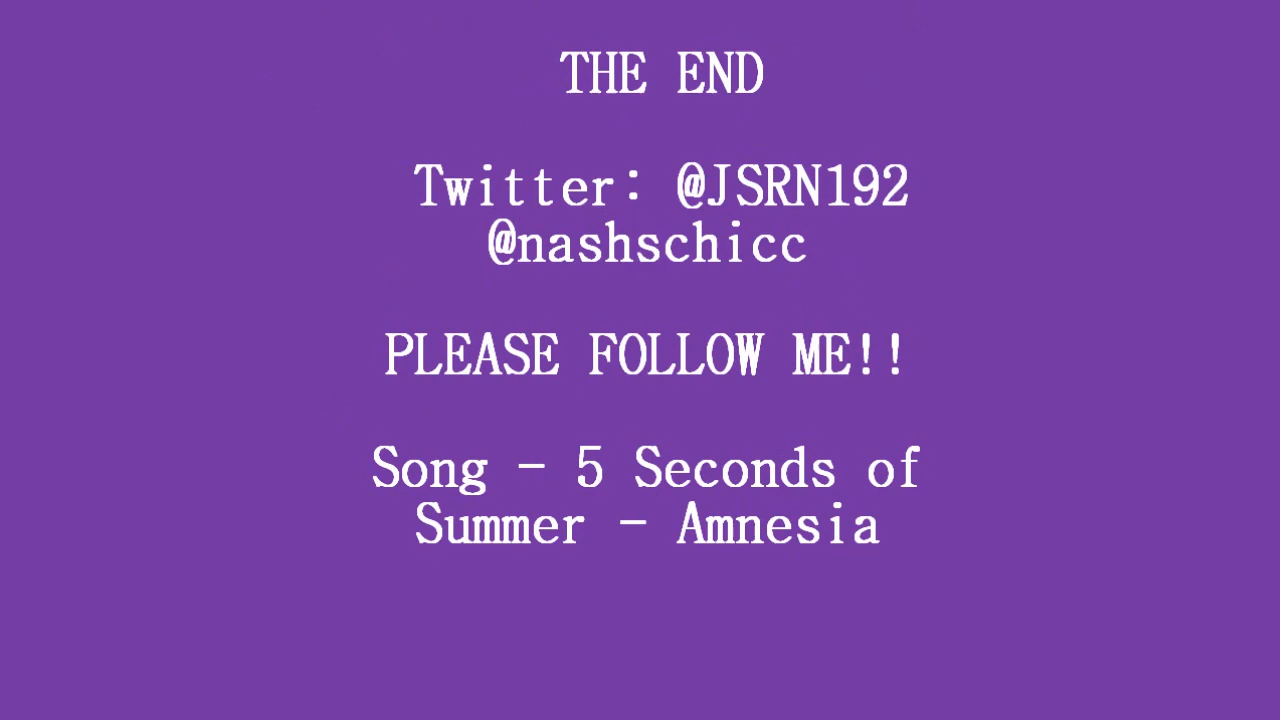 THE END
Twitter: @JSRN192
@nashschicc
PLEASE FOLLOW ME!!
Song - 5 Seconds of
Summer - Amnesia